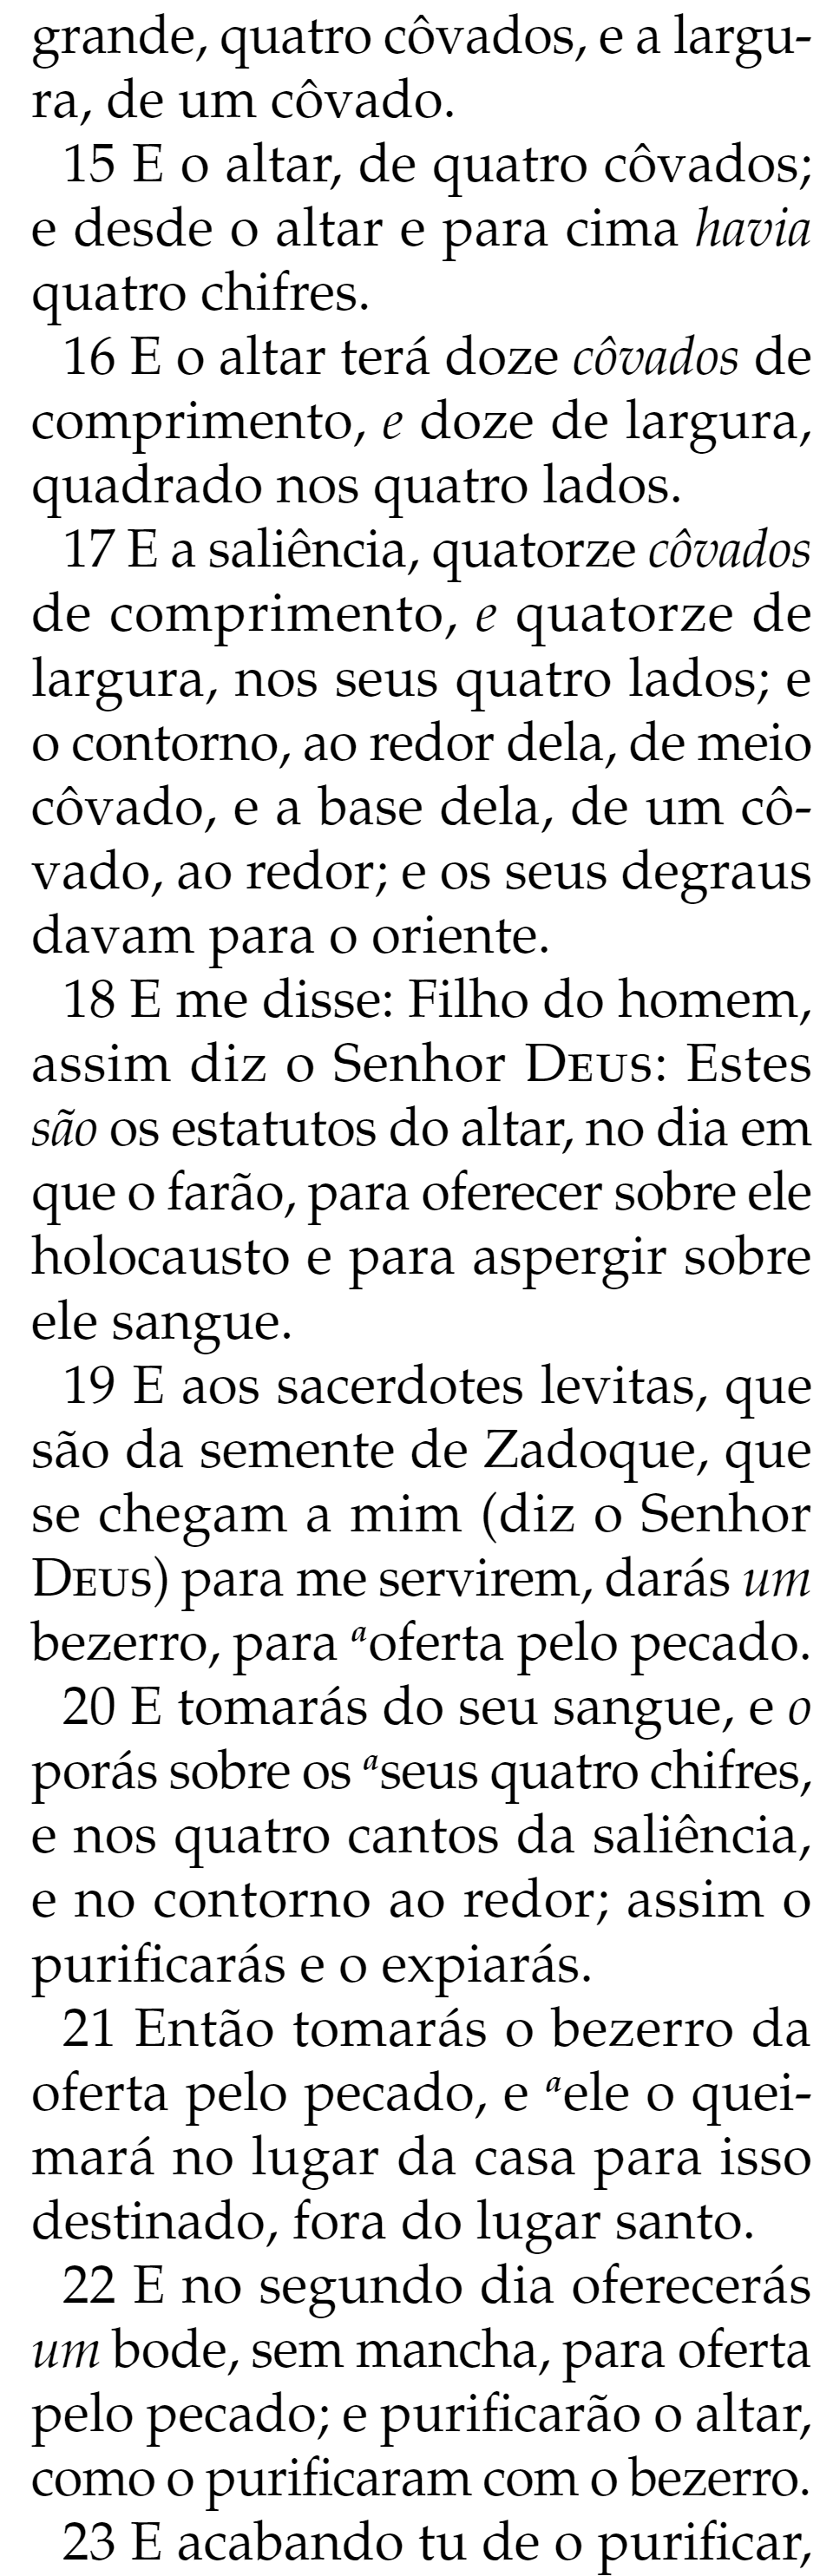 grande, quatro côvados, e a largu-
ra, de um côvado.
15 E o altar, de quatro côvados;
e desde o altar e para cima havia
quatro chifres.
16 E o altar terá doze côvados de
comprimento, e doze de largura,
quadrado nos quatro lados.
17 E a saliência, quatorze côvados
de comprimento, e quatorze de
largura, nos seus quatro lados; e
o contorno, ao redor dela, de meio
côvado, e a base dela, de um cô-
vado, ao redor; e os seus degraus
davam para o oriente.
18 E me disse: Filho do homem,
assim diz o Senhor DEUS: Estes
são os estatutos do altar, no dia em
que o farão, para oferecer sobre ele
holocausto e para aspergir sobre
ele sangue.
19 E aos sacerdotes levitas, que
são da semente de Zadoque, que
se chegam a mim (diz o Senhor
DEUS) para me servirem, darás um
bezerro, para aoferta pelo pecado.
20 E tomarás do seu sangue, e o
porás sobre os aseus quatro chifres,
e nos quatro cantos da saliência,
e no contorno ao redor; assim o
purificarás e o expiarás.
21 Então tomarás o bezerro da
oferta pelo pecado, e aele o quei-
mará no lugar da casa para isso
destinado, fora do lugar santo.
22 E no segundo dia oferecerás
um bode, sem mancha, para oferta
pelo pecado; e purificarão o altar,
como o purificaram com o bezerro.
23 E acabando tu de o purificar,